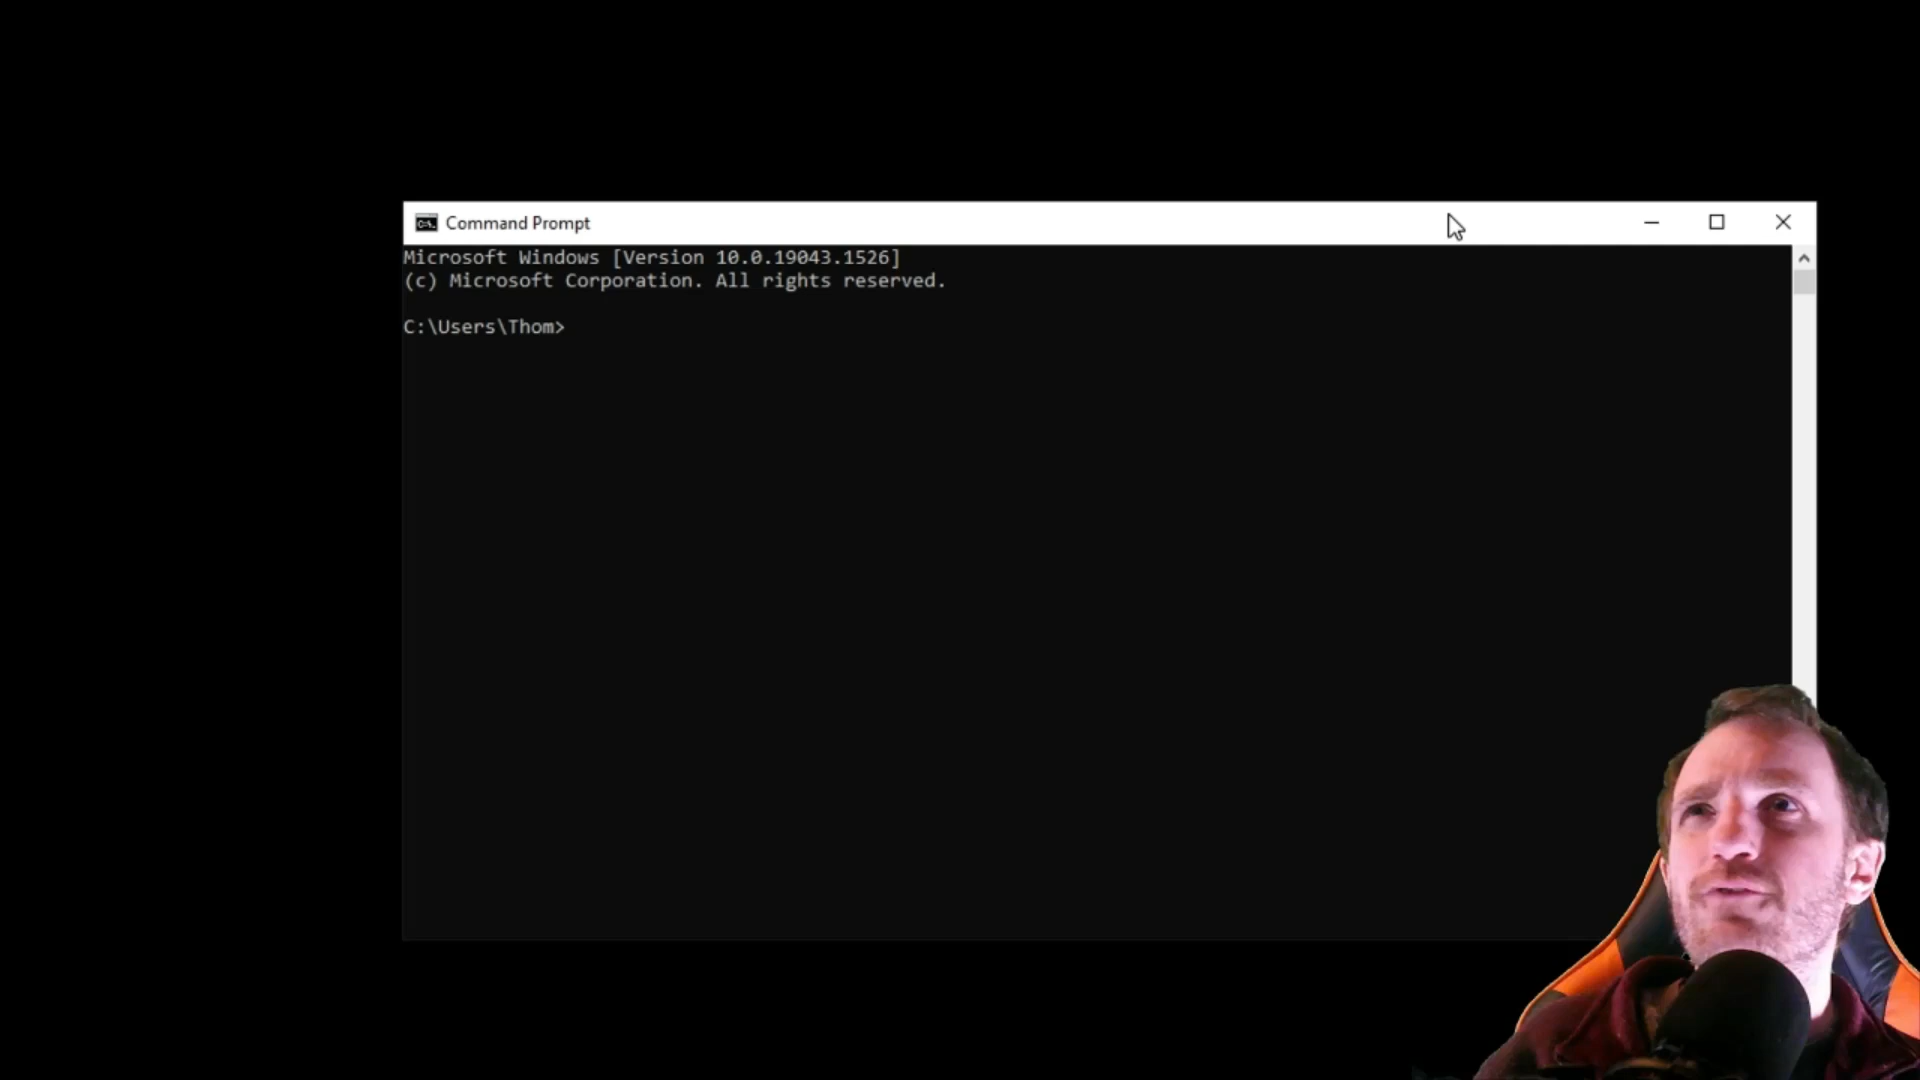 Command Prompt
Microsoft Windows [Version 10.0.19043.1526]
(c) Microsoft Corporation. All rights reserved.
C:\Users\Thom>